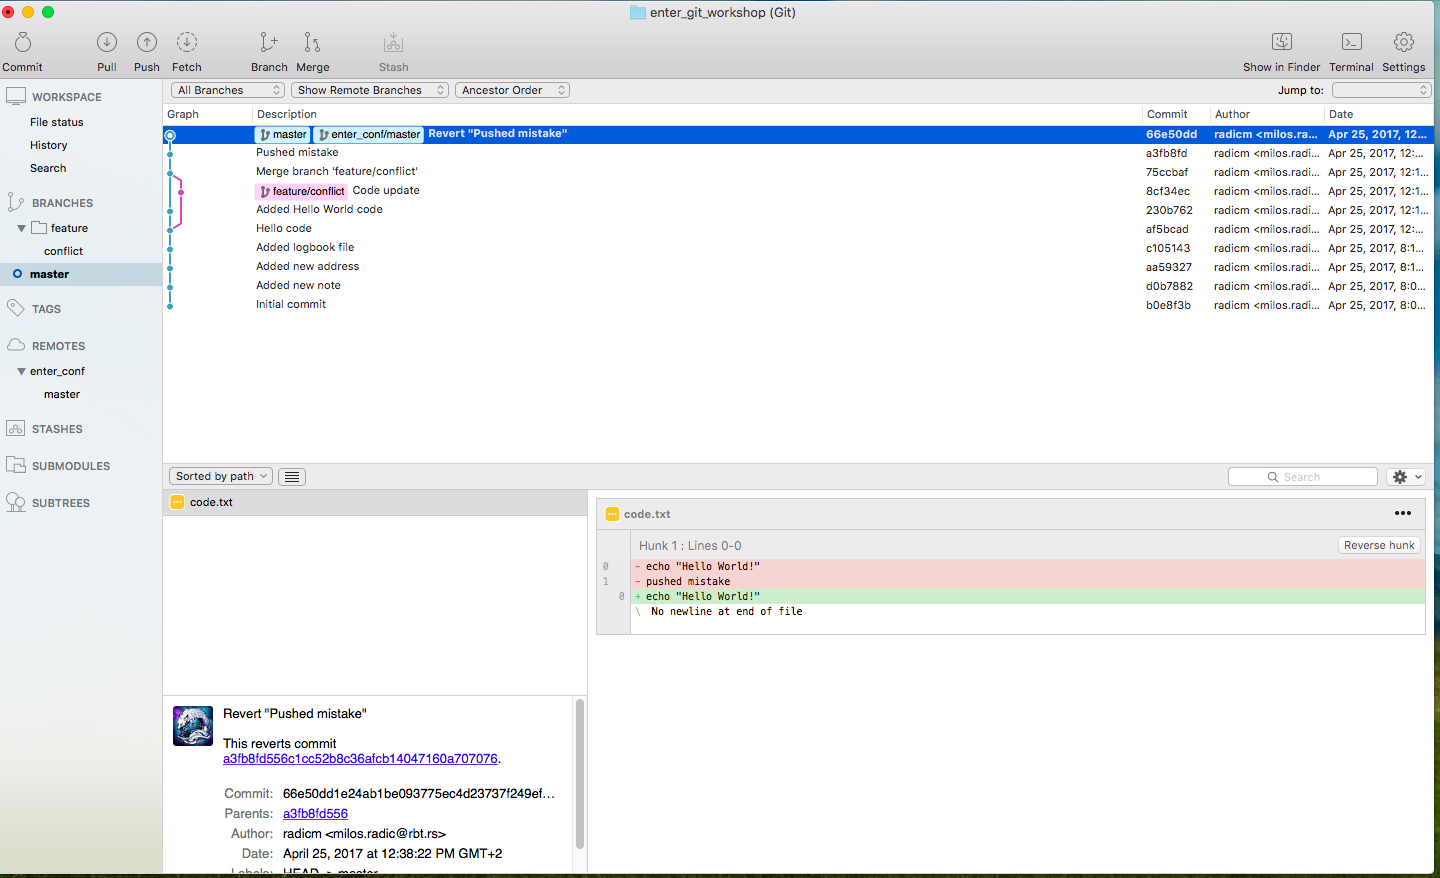 enter_git_workshop (Git)
Commit Pull Push Fetch Branch Merge Stash Show in Finder Terminal Settings
All Branches Show Remote Branches Ancestor Order Jump to:
WORKSPACE
File status
History
Search
BRANCHES
feature
conflict
master
TAGS
REMOTES
enter_conf
master
STASHES
SUBMODULES
SUBTREES
Graph Description Commit Author Date
master enter_conf/master Revert "Pushed mistake" 66e50dd radicm <milos.ra... Apr 25, 2017, 12...
Pushed mistake a3fb8fd radicm <milos.radi... Apr 25, 2017, 12:...
Merge branch 'feature/conflict' 75ccbaf radicm <milos.radi... Apr 25, 2017, 12:1...
feature/conflict Code update 8cf34ec radicm <milos.radi... Apr 25, 2017, 12:1...
Added Hello World code 230b762 radicm <milos.radi... Apr 25, 2017, 12:1...
Hello code af5bcad radicm <milos.radi... Apr 25, 2017, 12:...
Added logbook file c105143 radicm <milos.radi... Apr 25, 2017, 8:1...
Added new address aa59327 radicm <milos.radi... Apr 25, 2017, 8:1...
Added new note d0b7882 radicm <milos.radi... Apr 25, 2017, 8:0...
Initial commit b0e8f3b radicm <milos.radi... Apr 25, 2017, 8:0...
Sorted by path Search
code.txt
Revert "Pushed mistake"
This reverts commit
a3fb8fd556c1cc52b8c36afcb14047160a707076.
Commit: 66e50dd1e24ab1be093775ec4d23737f249ef...
Parents: a3fb8fd556
Author: radicm <milos.radic@rbt.rs>
Date: April 25, 2017 at 12:38:22 PM GMT+2
Labels: HEAD -> master
code.txt
Hunk 1 : Lines 0-0 Reverse hunk
0 - echo "Hello World!"
1 - pushed mistake
0 + echo "Hello World!"
\ No newline at end of file